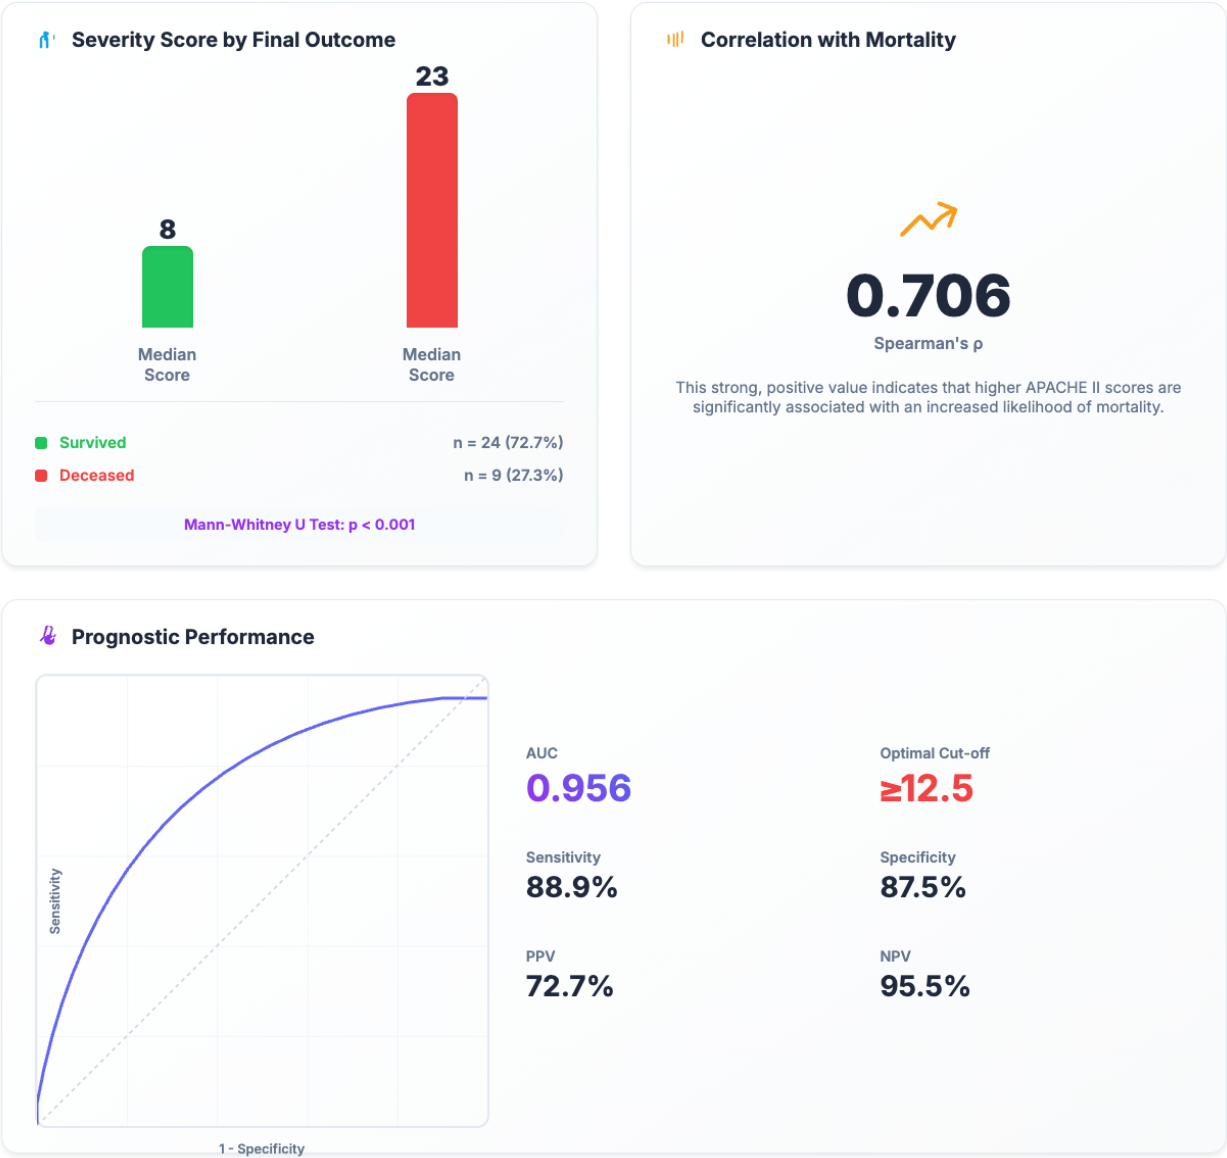 Severity Score by Final Outcome
23
8
Median
Score
Median
Score
Survived
n = 24 (72.7%)
Deceased
n = 9 (27.3%)
Mann-Whitney U Test: p < 0.001
Correlation with Mortality
0.706
Spearman's ρ
This strong, positive value indicates that higher APACHE II scores are
significantly associated with an increased likelihood of mortality.
Prognostic Performance
Sensitivity
1 - Specificity
AUC
0.956
Optimal Cut-off
≥12.5
Sensitivity
88.9%
Specificity
87.5%
PPV
72.7%
NPV
95.5%